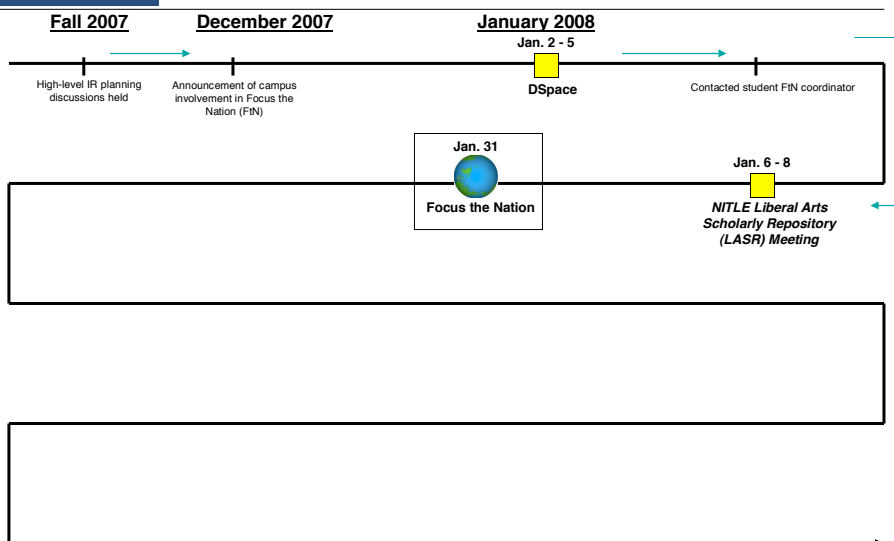 Fall 2007
December 2007
January 2008
Jan. 2 - 5
High-level IR planning
discussions held
Announcement of campus
involvement in Focus the
Nation (FtN)
DSpace
Contacted student FtN coordinator
Jan. 31
Focus the Nation
Jan. 6 - 8
NITLE Liberal Arts
Scholarly Repository
(LASR) Meeting